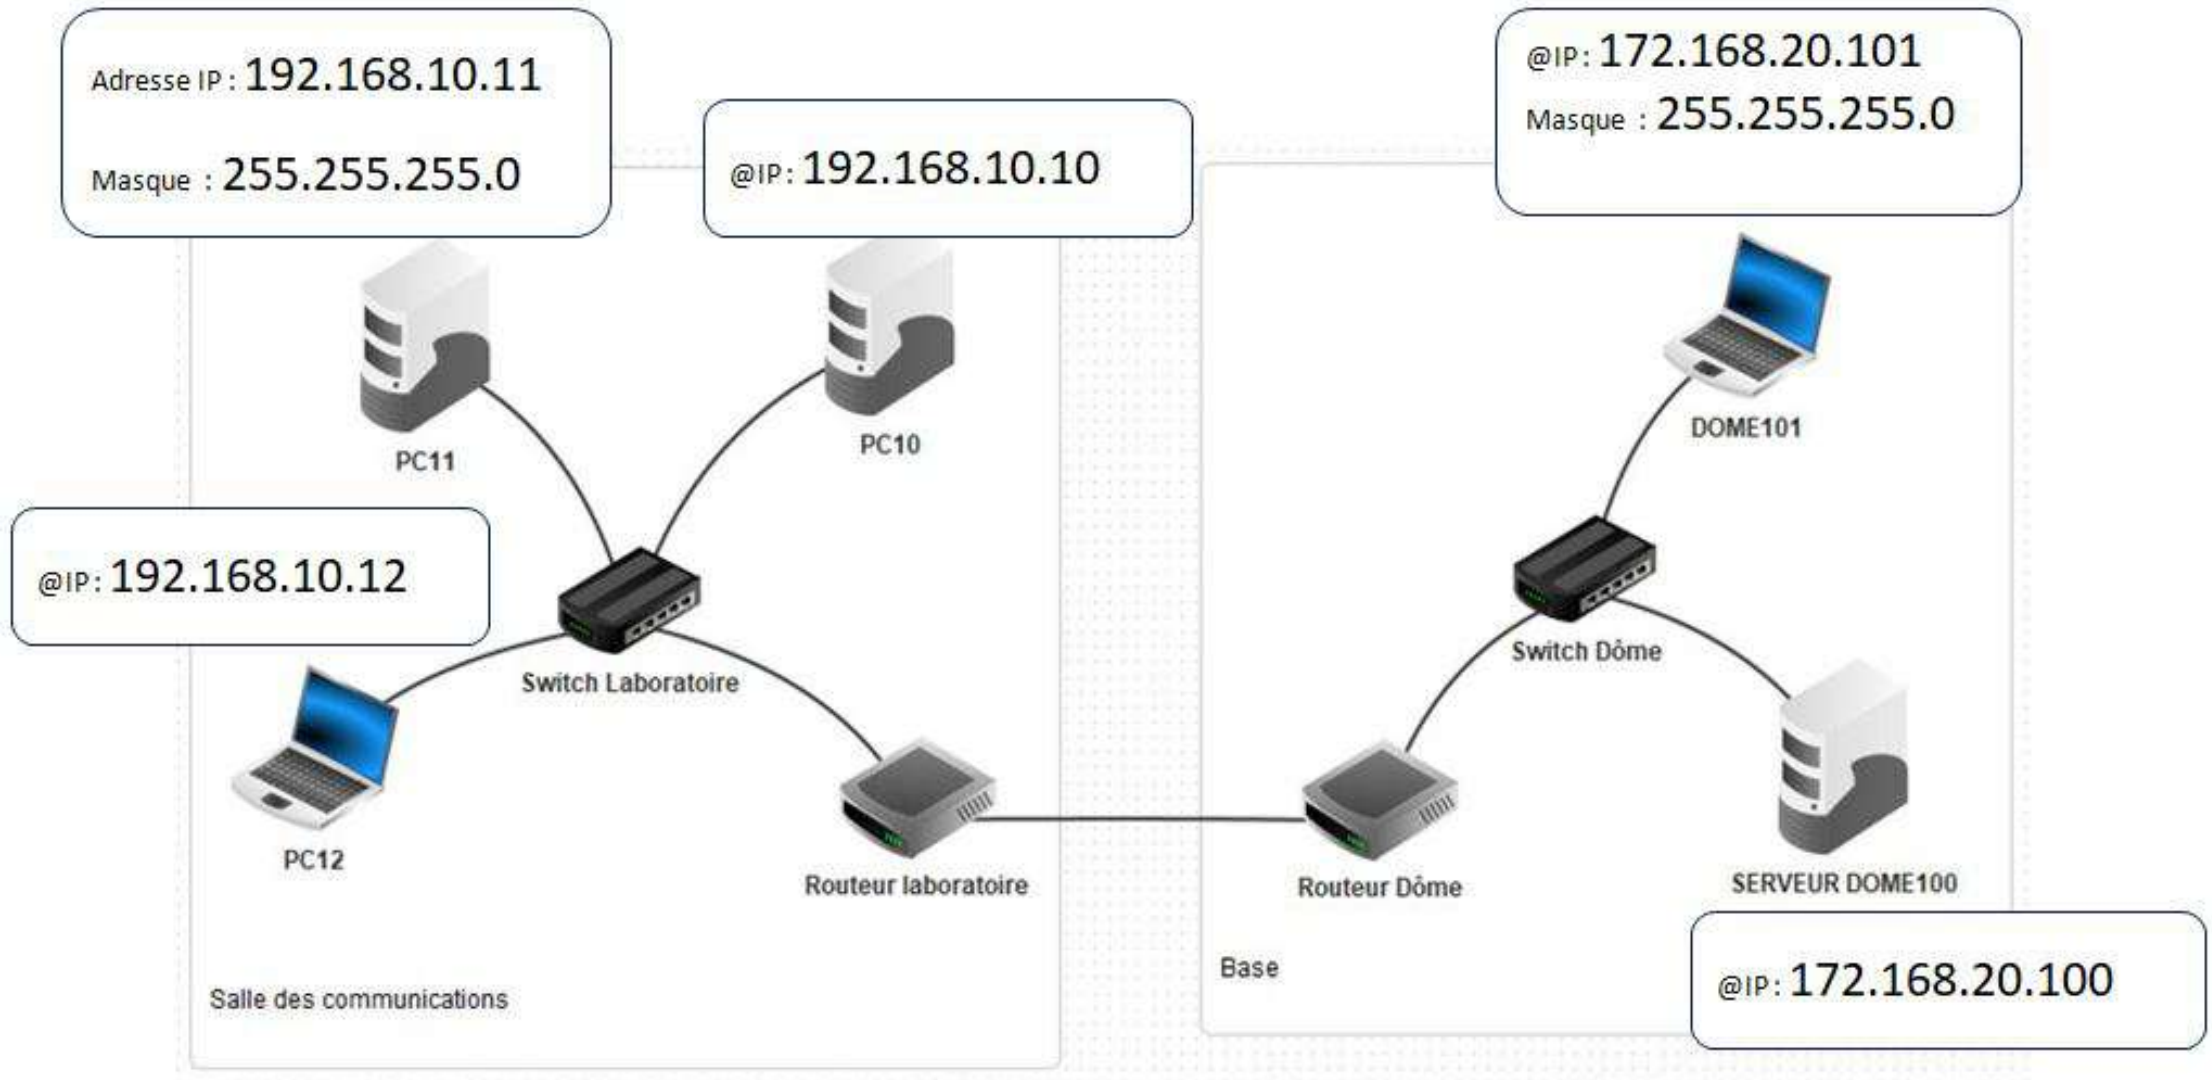 Adresse IP : 192.168.10.11
Masque : 255.255.255.0
@IP: 192.168.10.10
@IP: 172.168.20.101
Masque : 255.255.255.0
PC11
PC10
DOME101
@IP: 192.168.10.12
Switch Laboratoire
Switch Dôme
PC12
Routeur laboratoire
Routeur Dôme
SERVEUR DOME100
Salle des communications
Base
@IP: 172.168.20.100